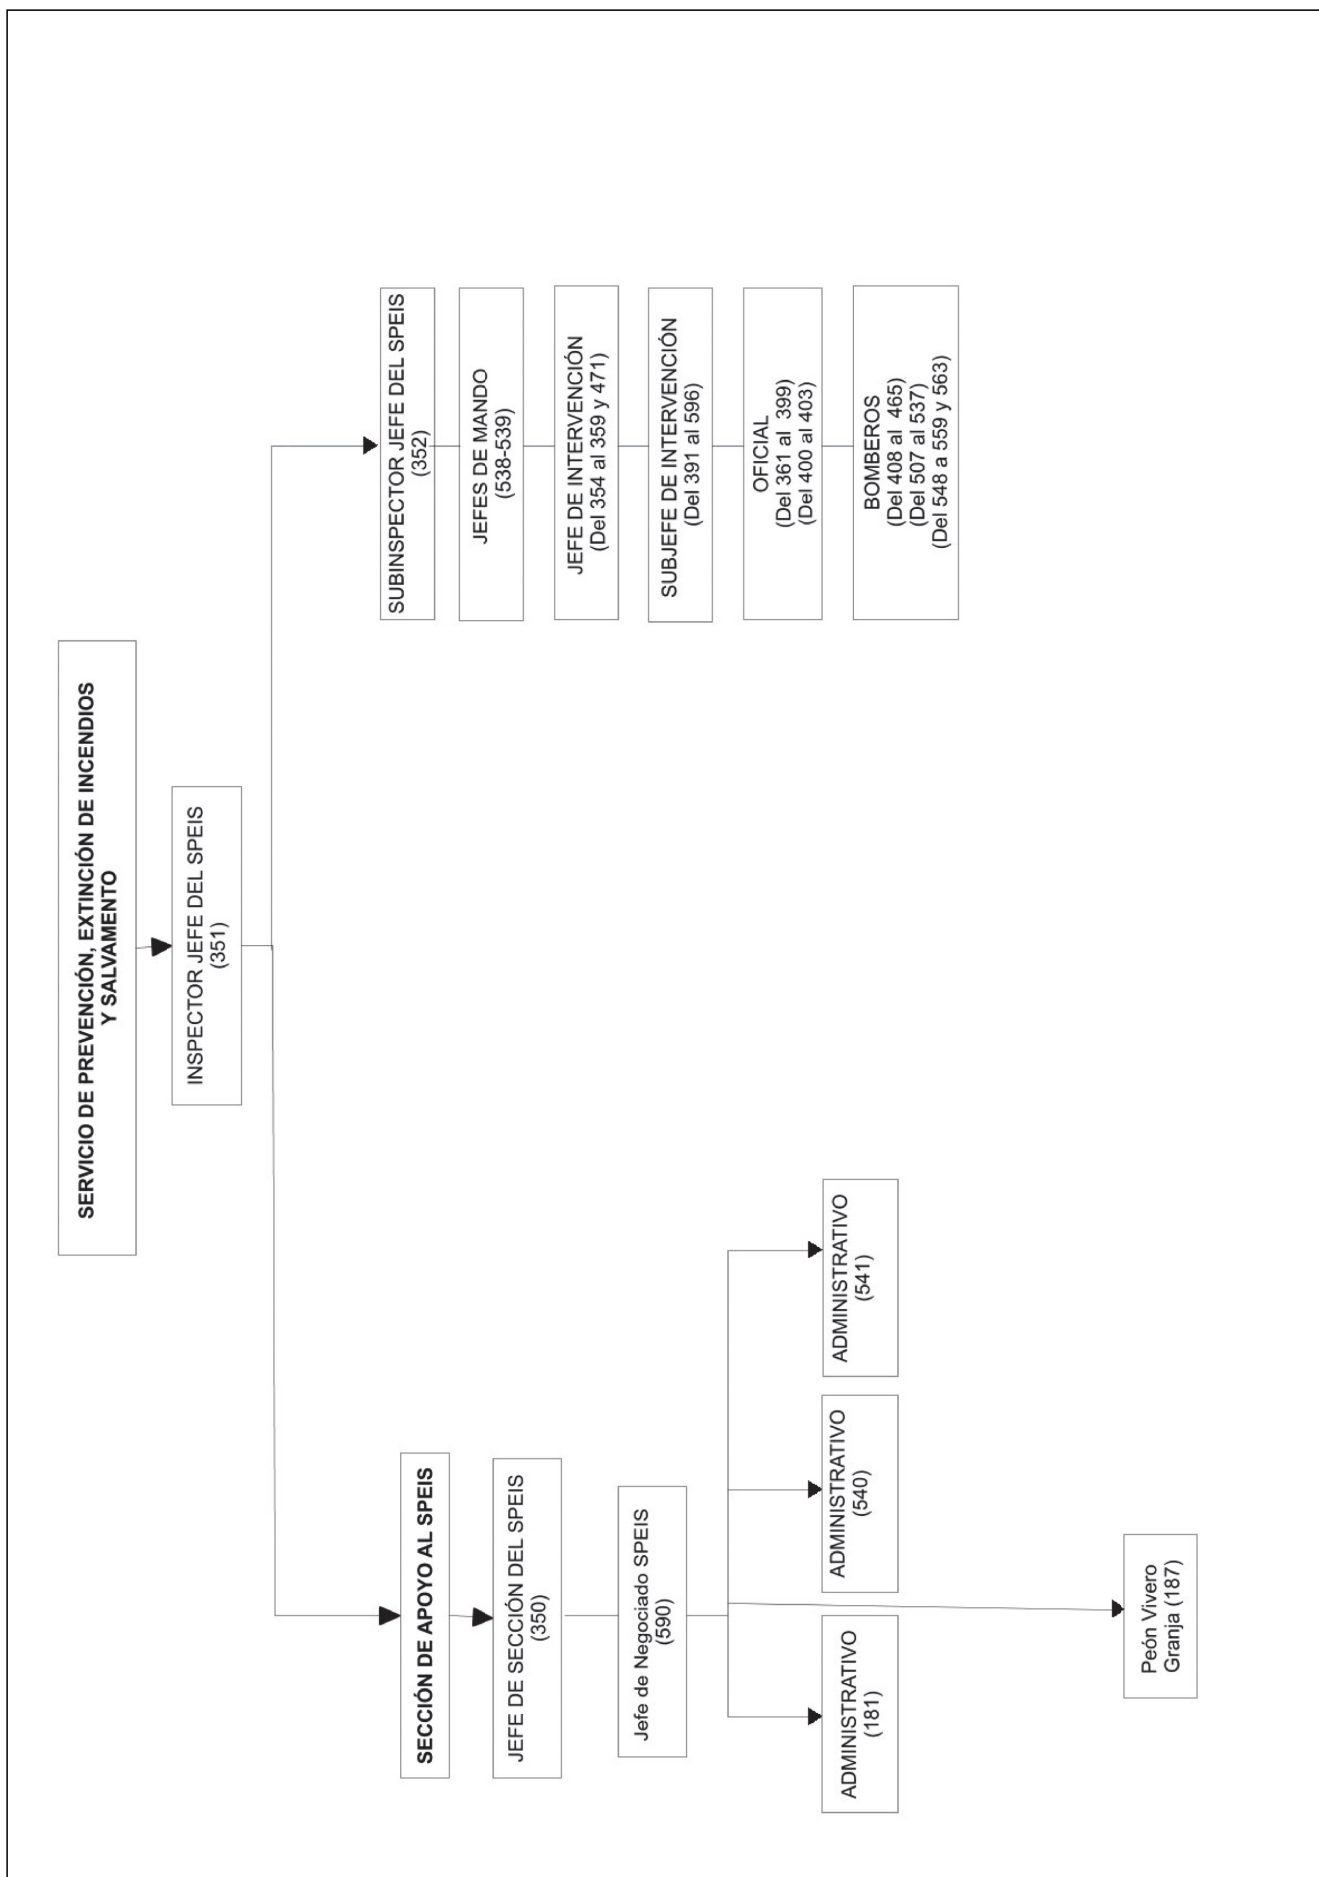 SERVICIO DE PREVENCIÓN, EXTINCIÓN DE INCENDIOS
Y SALVAMENTO
INSPECTOR JEFE DEL SPEIS
(351)
SECCIÓN DE APOYO AL SPEIS
JEFE DE SECCIÓN DEL SPEIS
(350)
Jefe de Negociado SPEIS
(590)
ADMINISTRATIVO
(181)
ADMINISTRATIVO
(540)
ADMINISTRATIVO
(541)
Peón Vivero
Granja (187)
SUBINSPECTOR JEFE DEL SPEIS
(352)
JEFES DE MANDO
(538-539)
JEFE DE INTERVENCIÓN
(Del 354 al 359 y 471)
SUBJEFE DE INTERVENCIÓN
(Del 391 al 596)
OFICIAL
(Del 361 al 399)
(Del 400 al 403)
BOMBEROS
(Del 408 al 465)
(Del 507 al 537)
(Del 548 a 559 y 563)